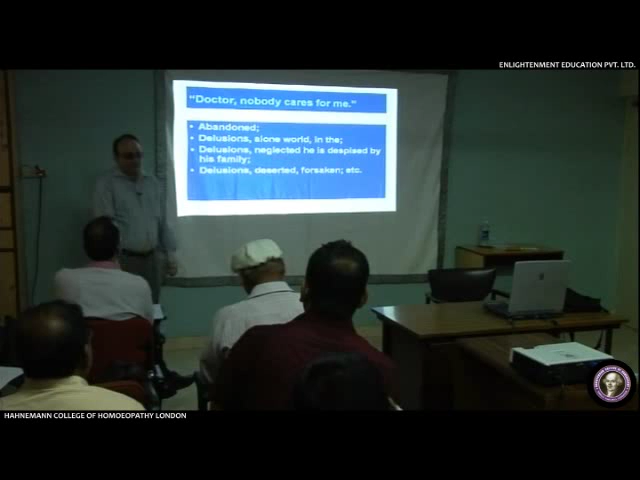 ENLIGHTENMENT EDUCATION PVT. LTD.
"Doctor, nobody cares for me."
• Abandoned;
• Delusions, alone world, in the;
• Delusions, neglected he is despised by
his family;
• Delusions, deserted, forsaken; etc.
HAHNEMANN COLLEGE OF HOMOEOPATHY LONDON